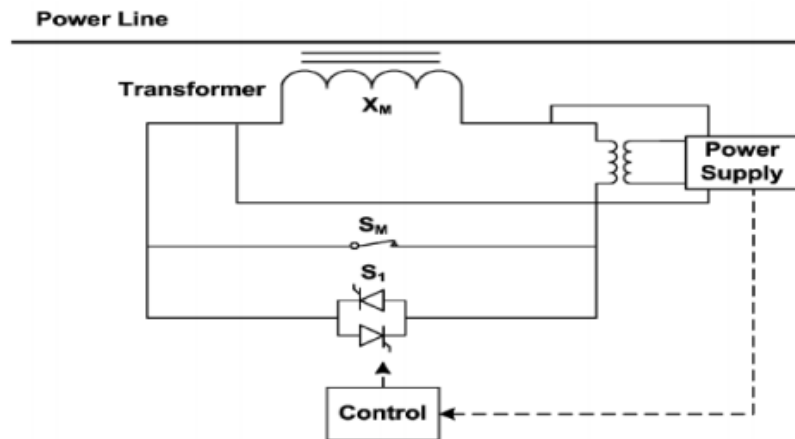 Power Line
Transformer
XM
Power
Supply
SM
S1
Control